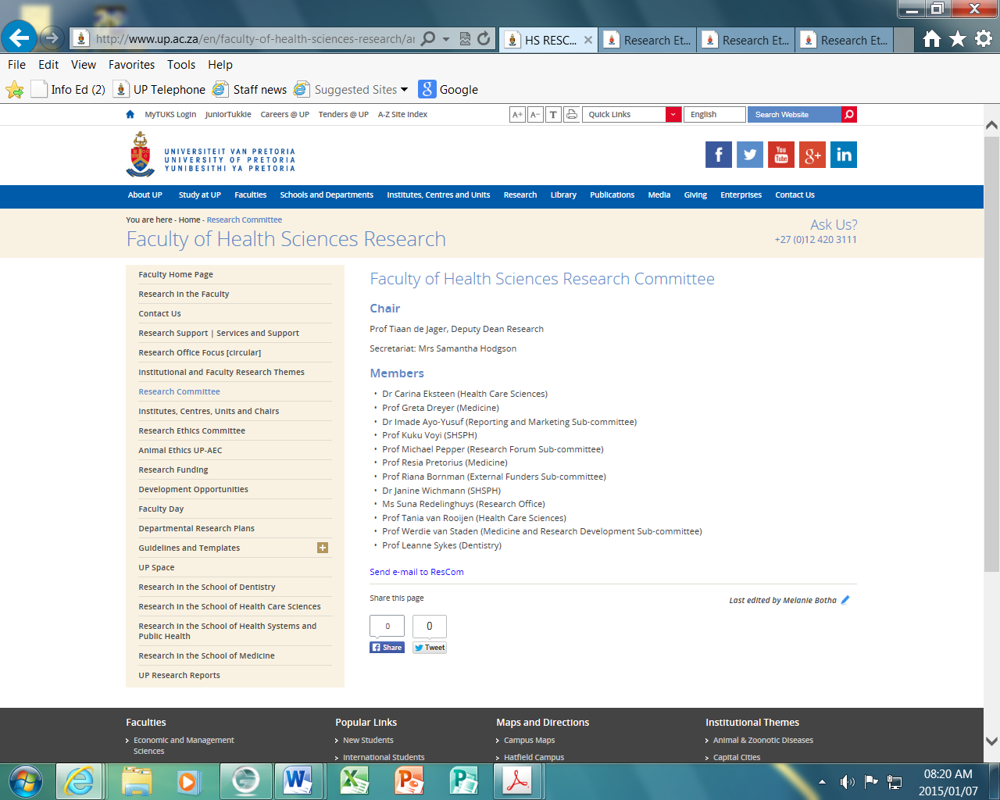 http://www.up.ac.za/en/faculty-of-health-sciences-research/ar
HS RESC...
Research Et...
Research Et...
Research Et...
File Edit View Favorites Tools Help
Info Ed (2) UP Telephone Staff news Suggested Sites Google
MyTUKS Login JuniorTukkie Careers @ UP Tenders @ UP A-Z Site Index A+ A- T Quick Links English Search Website
UNIVERSITEIT VAN PRETORIA
UNIVERSITY OF PRETORIA
YUNIBESITHI YA PRETORIA
About UP Study at UP Faculties Schools and Departments Institutes, Centres and Units Research Library Publications Media Giving Enterprises Contact Us
You are here - Home - Research Committee
Faculty of Health Sciences Research
Ask Us?
+27 (0)12 420 3111
Faculty Home Page
Research in the Faculty
Contact Us
Research Support | Services and Support
Research Office Focus [circular]
Institutional and Faculty Research Themes
Research Committee
Institutes, Centres, Units and Chairs
Research Ethics Committee
Animal Ethics UP-AEC
Research Funding
Development Opportunities
Faculty Day
Departmental Research Plans
Guidelines and Templates
UP Space
Research in the School of Dentistry
Research in the School of Health Care Sciences
Research in the School of Health Systems and
Public Health
Research in the School of Medicine
UP Research Reports
Faculty of Health Sciences Research Committee
Chair
Prof Tiaan de Jager, Deputy Dean Research
Secretariat: Mrs Samantha Hodgson
Members
• Dr Carina Eksteen (Health Care Sciences)
• Prof Greta Dreyer (Medicine)
• Dr Imade Ayo-Yusuf (Reporting and Marketing Sub-committee)
• Prof Kuku Voyi (SHSPH)
• Prof Michael Pepper (Research Forum Sub-committee)
• Prof Resia Pretorius (Medicine)
• Prof Riana Bornman (External Funders Sub-committee)
• Dr Janine Wichmann (SHSPH)
• Ms Suna Redelinghuys (Research Office)
• Prof Tania van Rooijen (Health Care Sciences)
• Prof Werdie van Staden (Medicine and Research Development Sub-committee)
• Prof Leanne Sykes (Dentistry)
Send e-mail to ResCom
Share this page
Last edited by Melanie Botha
0 0
Share Tweet
Faculties
Economic and Management
Sciences
Popular Links
New Students
International Students
Maps and Directions
Campus Maps
Hatfield Campus
Institutional Themes
Animal & Zoonotic Diseases
Capital Cities
08:20 AM
2015/01/07